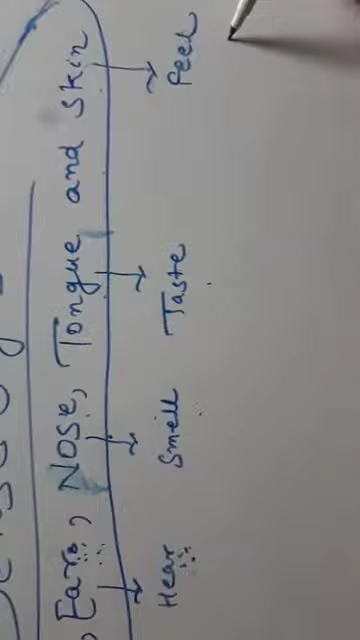 , Ears, Nose, Tongue and skin
Hear Smell Taste feel